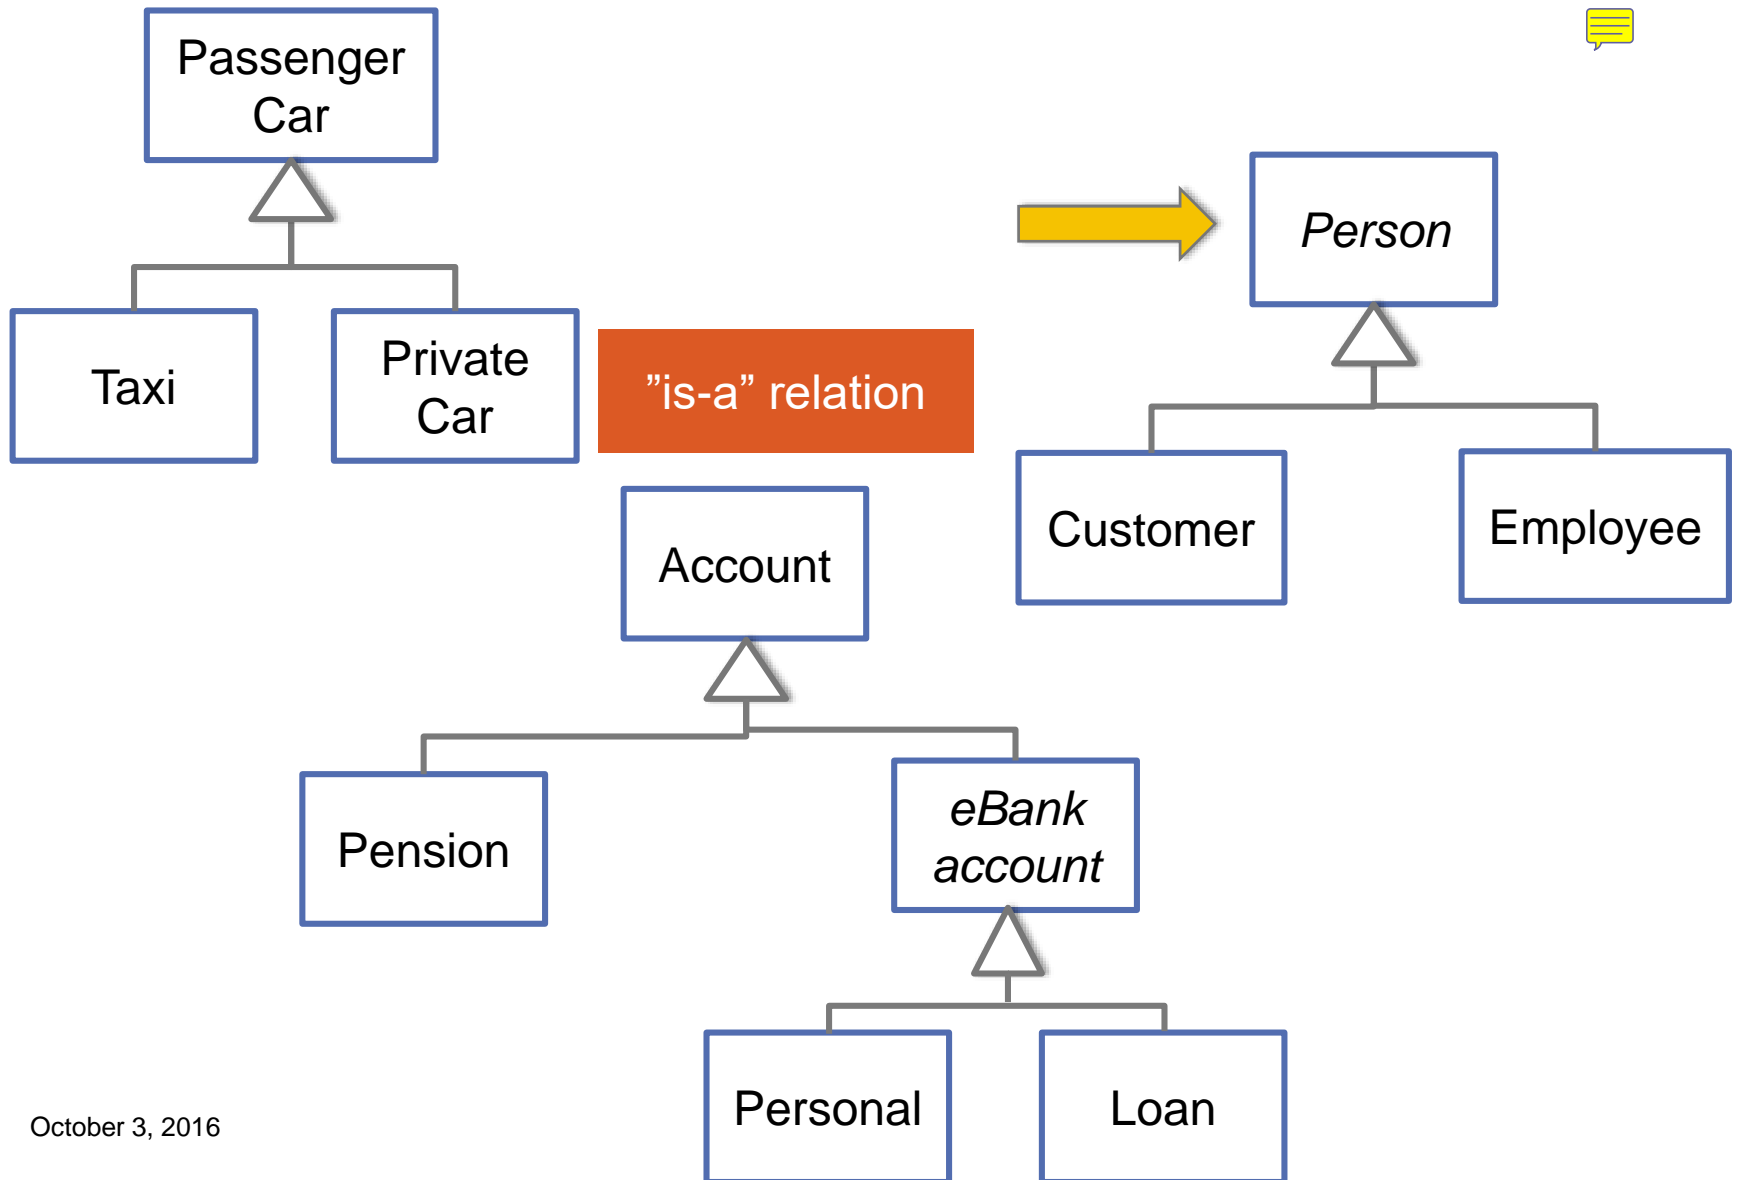 Passenger
Car
Person
Taxi
Private
Car
”is-a” relation
Customer
Employee
Account
Pension
eBank
account
Personal
Loan
October 3, 2016